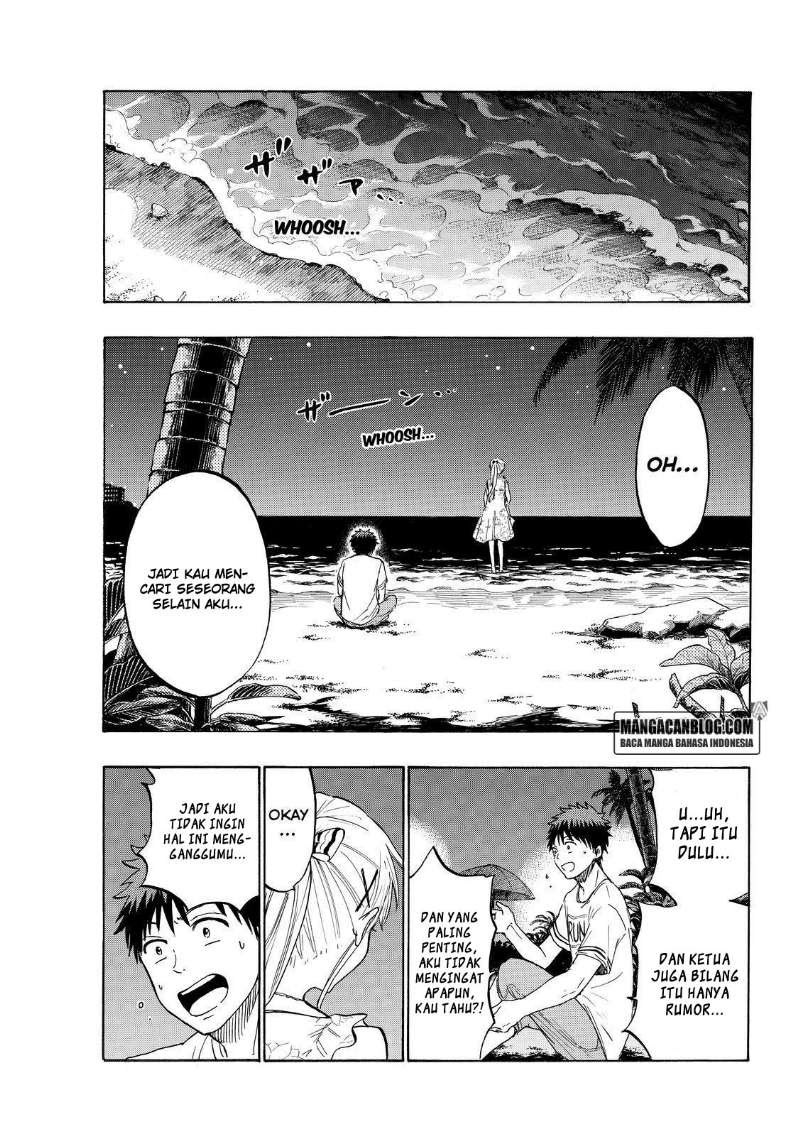 ザザァ...
WHOOSH...
ザーーン
WHOOSH...
OH...
JADI KAU MEN-
CARI SESEORANG
SELAIN AKU...
MANGACANBLOG.COM
BACA MANGA BAHASA INDONESIA
U...UH,
TAPI ITU
DULU...
DAN KETUA
JUGA BILANG
ITU HANYA
RUMOR...
DAN YANG
PALING
PENTING,
AKU TIDAK
MENGINGAT
APAPUN,
KAU TAHU?!
OKAY
...
JADI AKU
TIDAK INGIN
HAL INI MENG-
GANGGUMU...